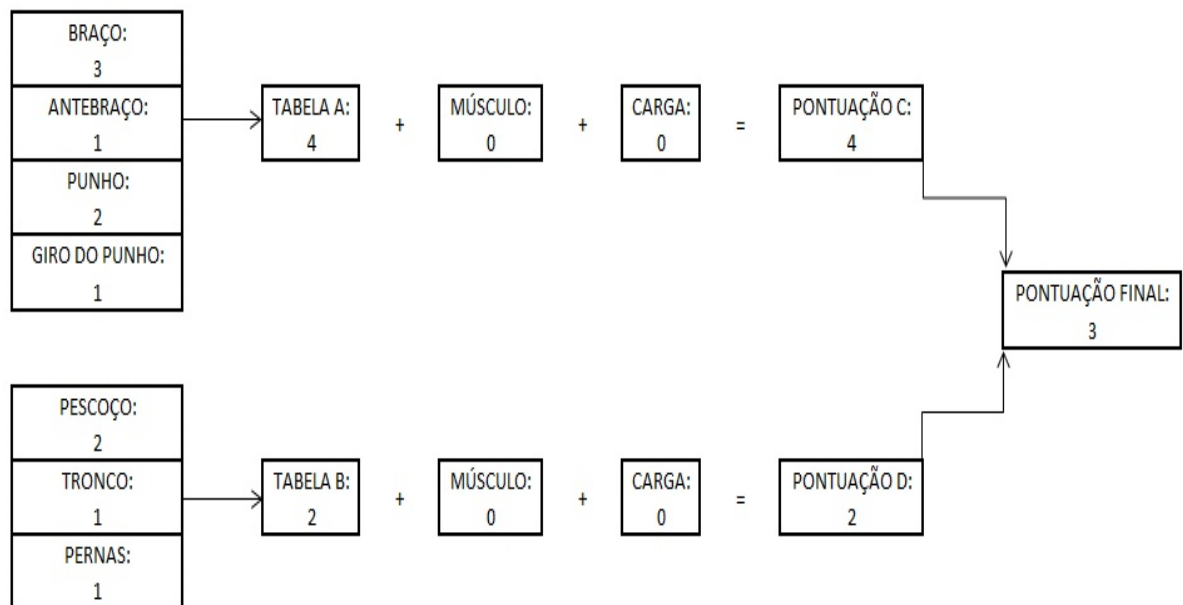 BRAÇO:
3
ANTEBRAÇO:
1
PUNHO:
2
GIRO DO PUNHO:
1
TABELA A:
4
+
MÚSCULO:
0
+
CARGA:
0
=
PONTUAÇÃO C:
4
PONTUAÇÃO FINAL:
3
PESCOÇO:
2
TRONCO:
1
PERNAS:
1
TABELA B:
2
+
MÚSCULO:
0
+
CARGA:
0
=
PONTUAÇÃO D:
2